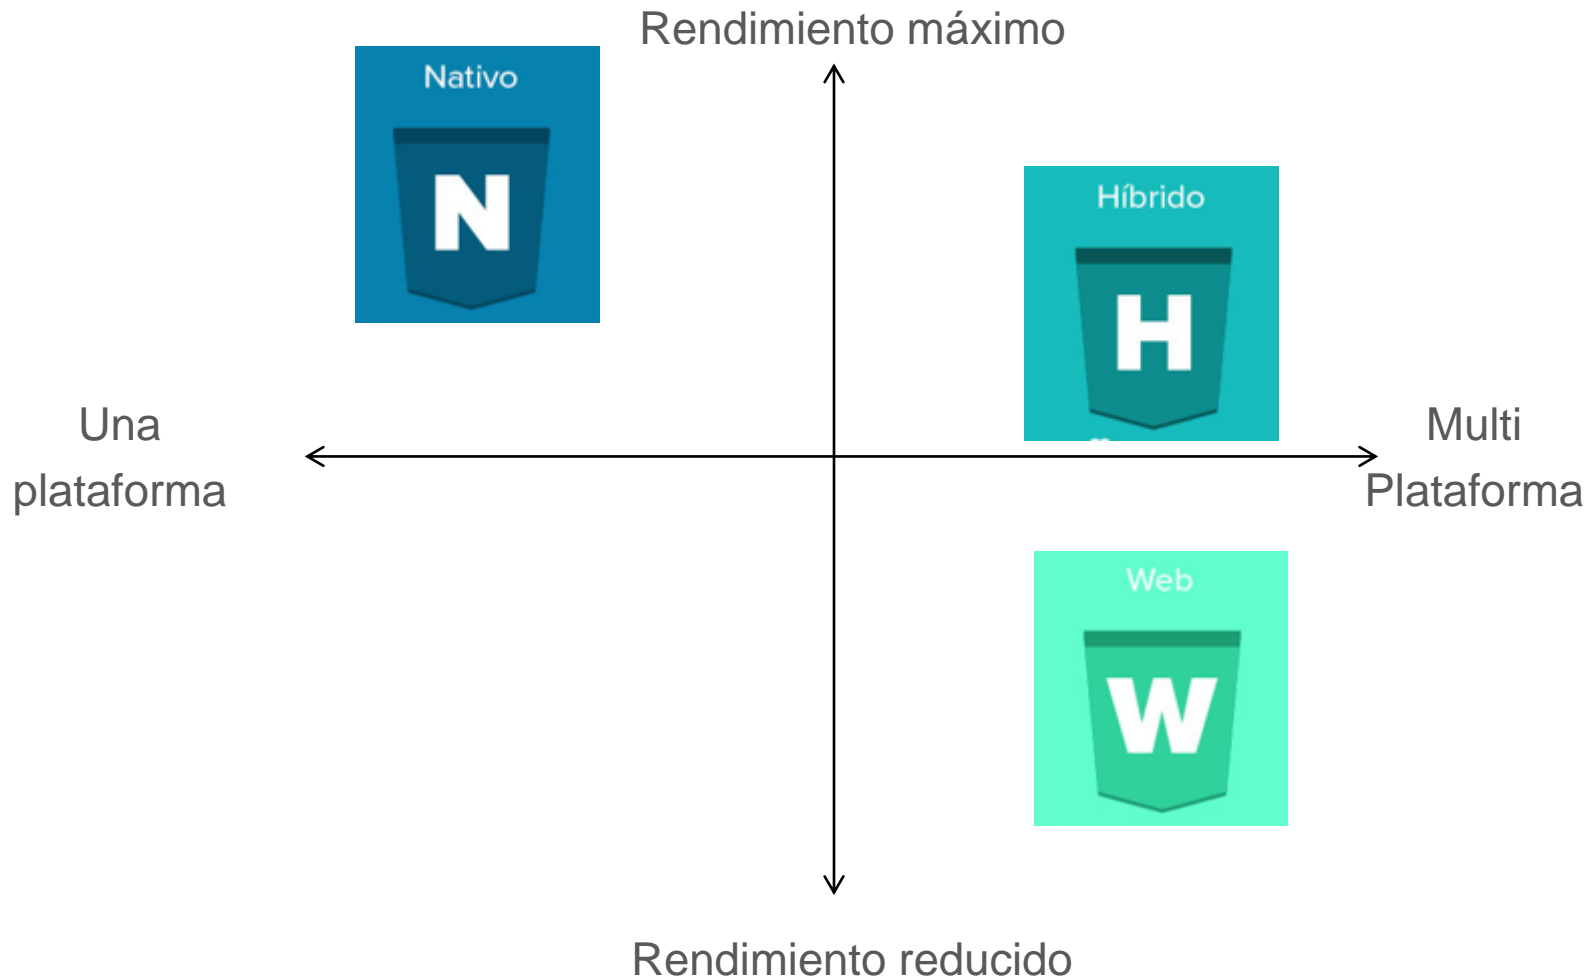 Rendimiento máximo
Nativo
N
Híbrido
H
Una
plataforma
Multi
Plataforma
Web
W
Rendimiento reducido